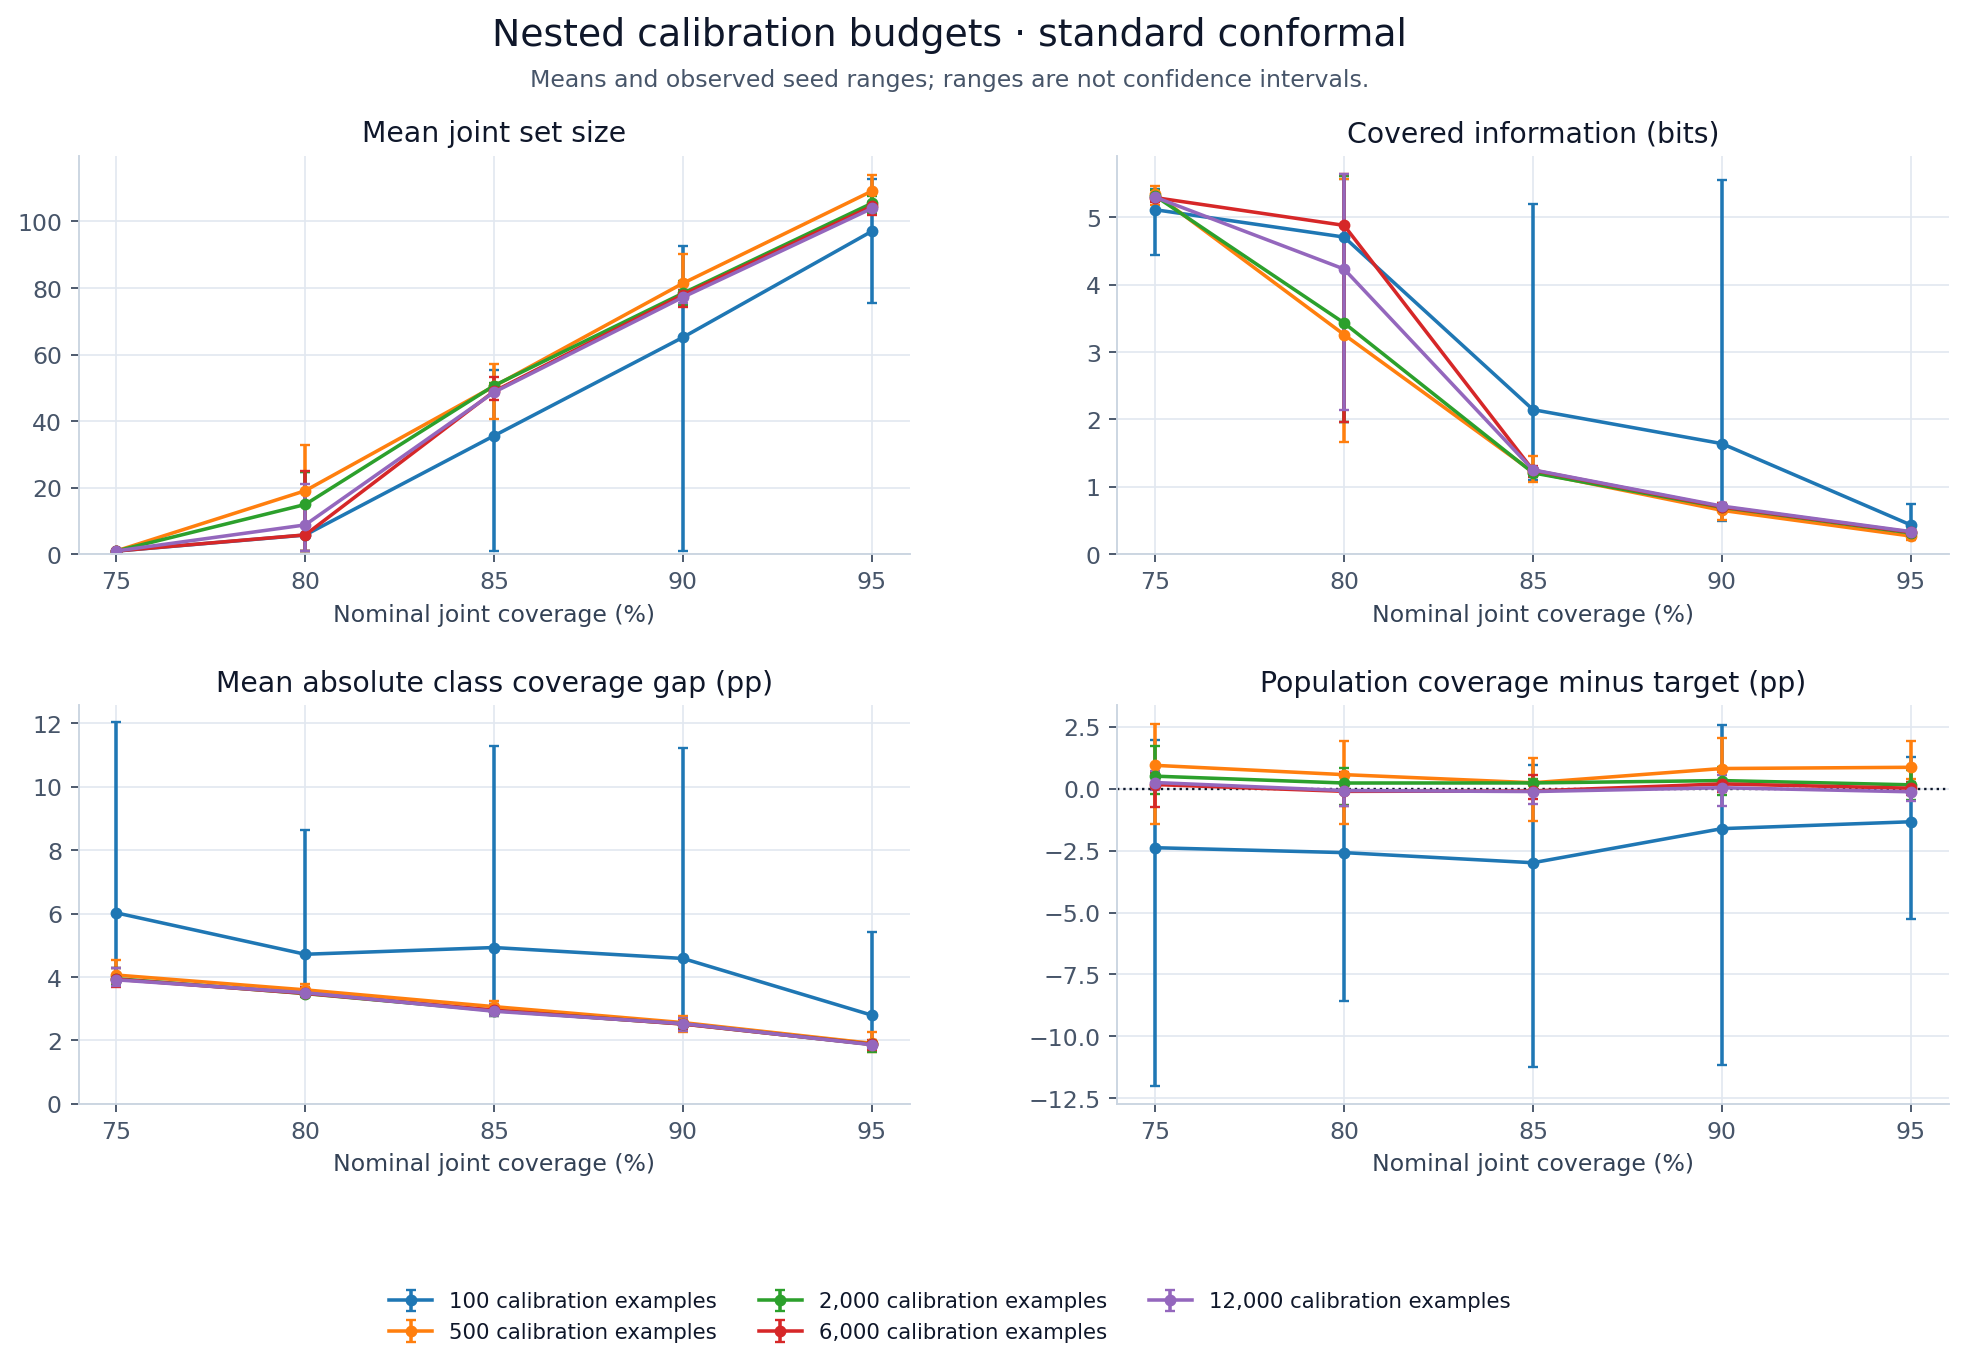 Nested calibration budgets · standard conformal
Means and observed seed ranges; ranges are not confidence intervals.
Mean joint set size
100
80
60
40
20
0
75 80 85 90 95
Nominal joint coverage (%)
Covered information (bits)
5
4
3
2
1
0
75 80 85 90 95
Nominal joint coverage (%)
Mean absolute class coverage gap (pp)
12
10
8
6
4
2
0
75 80 85 90 95
Nominal joint coverage (%)
Population coverage minus target (pp)
2.5
0.0
−2.5
−5.0
−7.5
−10.0
−12.5
75 80 85 90 95
Nominal joint coverage (%)
100 calibration examples
500 calibration examples
2,000 calibration examples
6,000 calibration examples
12,000 calibration examples